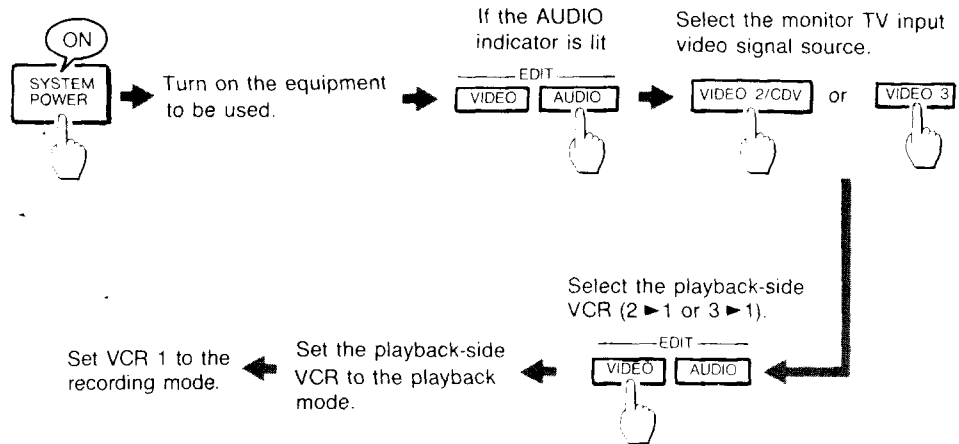 ON
SYSTEM
POWER
Turn on the equipment
to be used.
If the AUDIO
indicator is lit
EDIT
VIDEO AUDIO
Select the monitor TV input
video signal source.
VIDEO 2/CDV or VIDEO 3
Select the playback-side
VCR (2 ► 1 or 3 ► 1).
EDIT
VIDEO AUDIO
Set the playback-side
VCR to the playback
mode.
Set VCR 1 to the
recording mode.